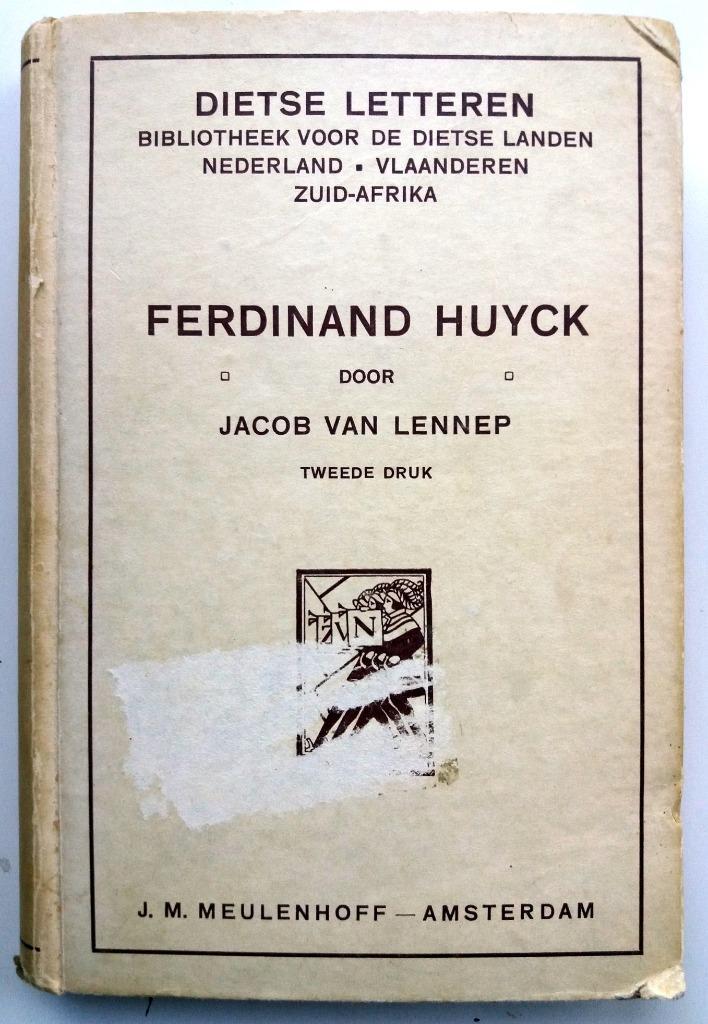 DIETSE LETTEREN
BIBLIOTHEEK VOOR DE DIETSE LANDEN
NEDERLAND ▪ VLAANDEREN
ZUID-AFRIKA
FERDINAND HUYCK
DOOR
JACOB VAN LENNEP
TWEEDE DRUK
J. M. MEULENHOFF — AMSTERDAM